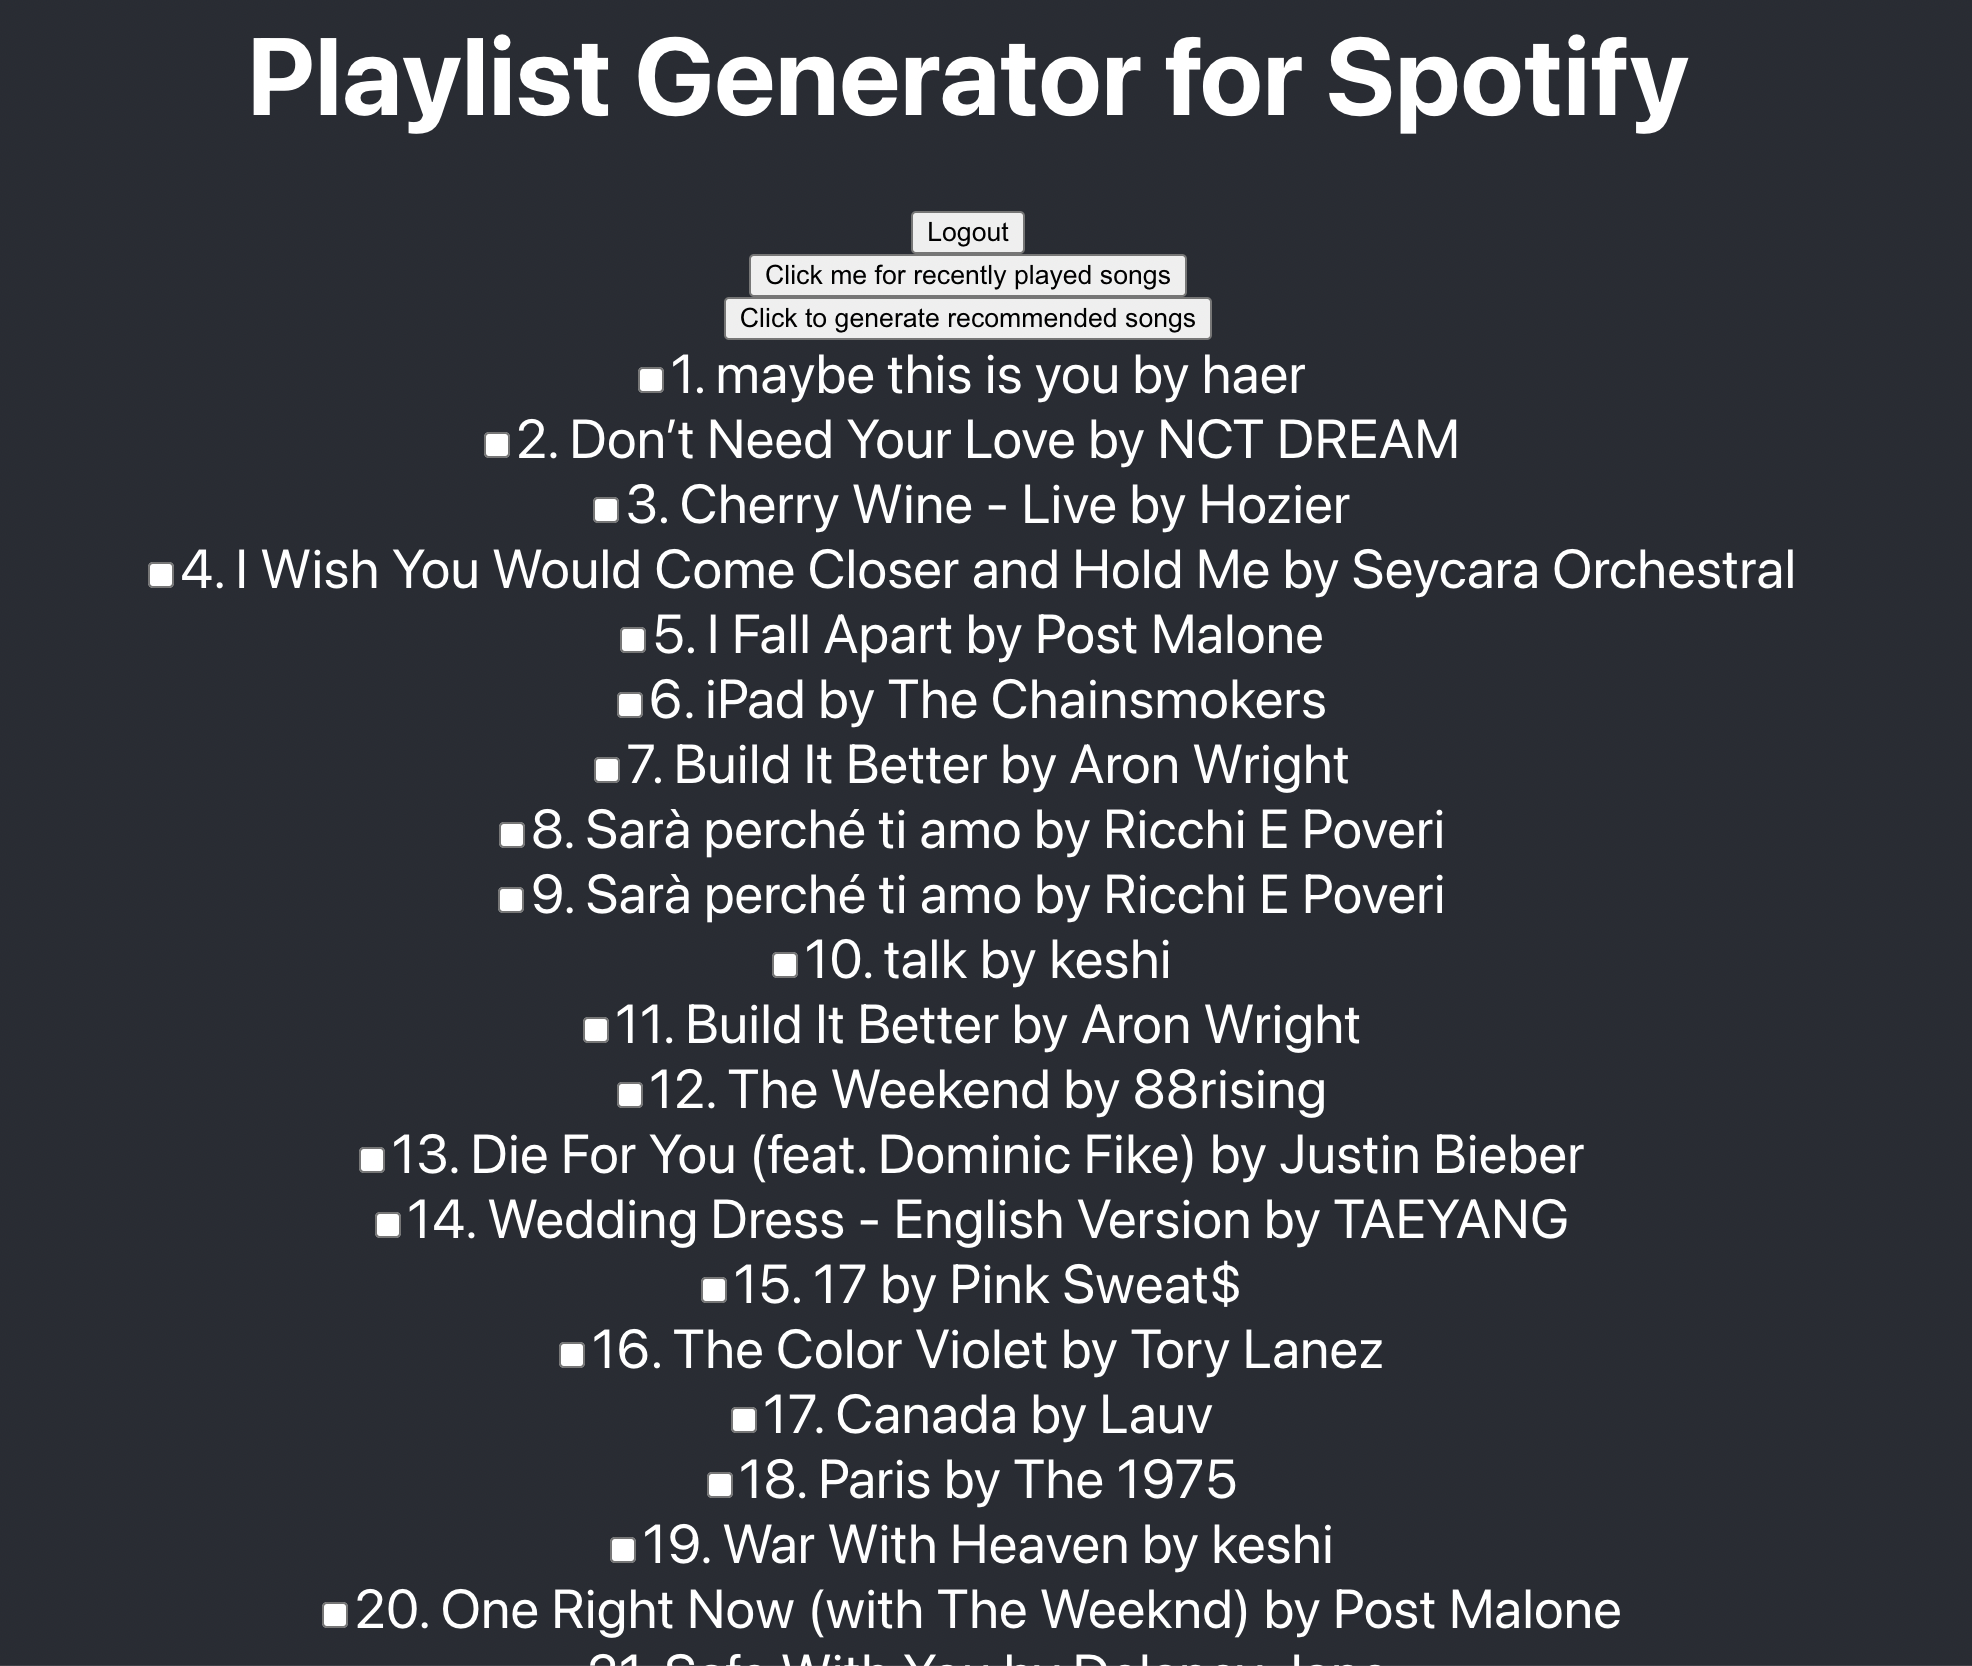 Playlist Generator for Spotify
Logout
Click me for recently played songs
Click to generate recommended songs
1. maybe this is you by haer
2. Don’t Need Your Love by NCT DREAM
3. Cherry Wine - Live by Hozier
4. I Wish You Would Come Closer and Hold Me by Seycara Orchestral
5. I Fall Apart by Post Malone
6. iPad by The Chainsmokers
7. Build It Better by Aron Wright
8. Sarà perché ti amo by Ricchi E Poveri
9. Sarà perché ti amo by Ricchi E Poveri
10. talk by keshi
11. Build It Better by Aron Wright
12. The Weekend by 88rising
13. Die For You (feat. Dominic Fike) by Justin Bieber
14. Wedding Dress - English Version by TAEYANG
15. 17 by Pink Sweat$
16. The Color Violet by Tory Lanez
17. Canada by Lauv
18. Paris by The 1975
19. War With Heaven by keshi
20. One Right Now (with The Weeknd) by Post Malone
21. Safe With You by Delaney Jane